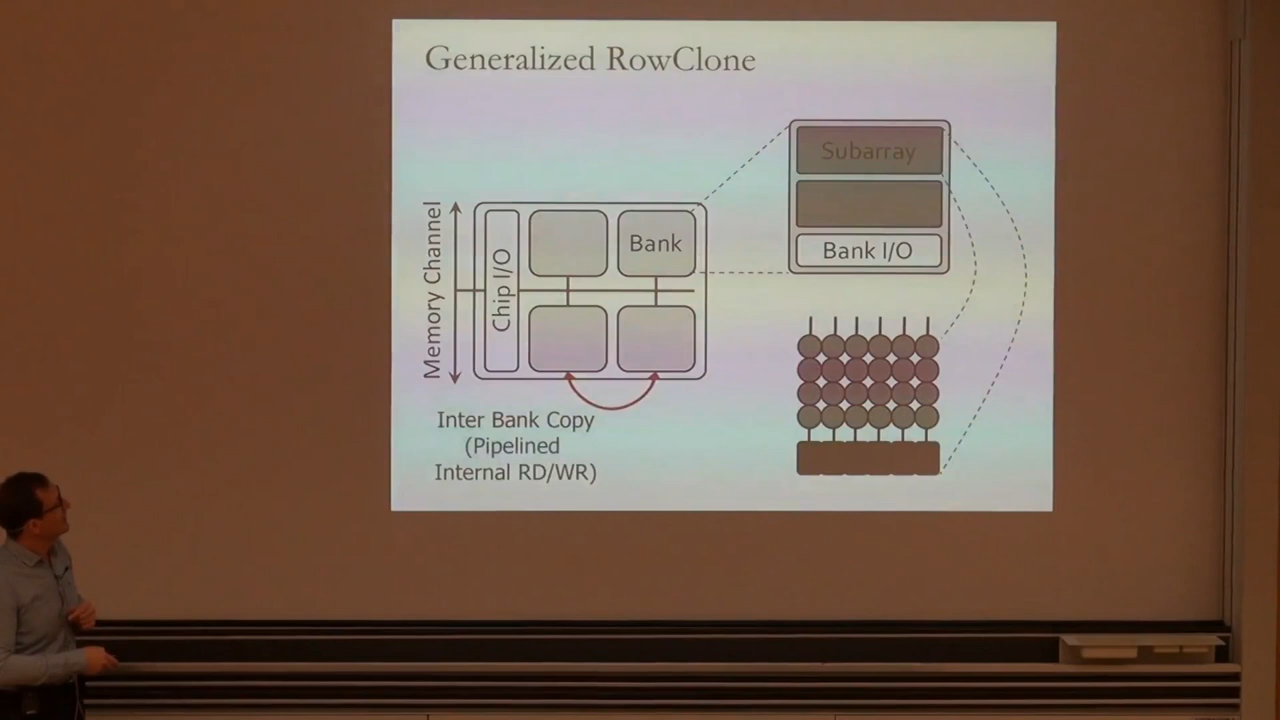 Generalized RowClone
Subarray
Bank I/O
Bank
Chip I/O
Memory Channel
Inter Bank Copy
(Pipelined
Internal RD/WR)